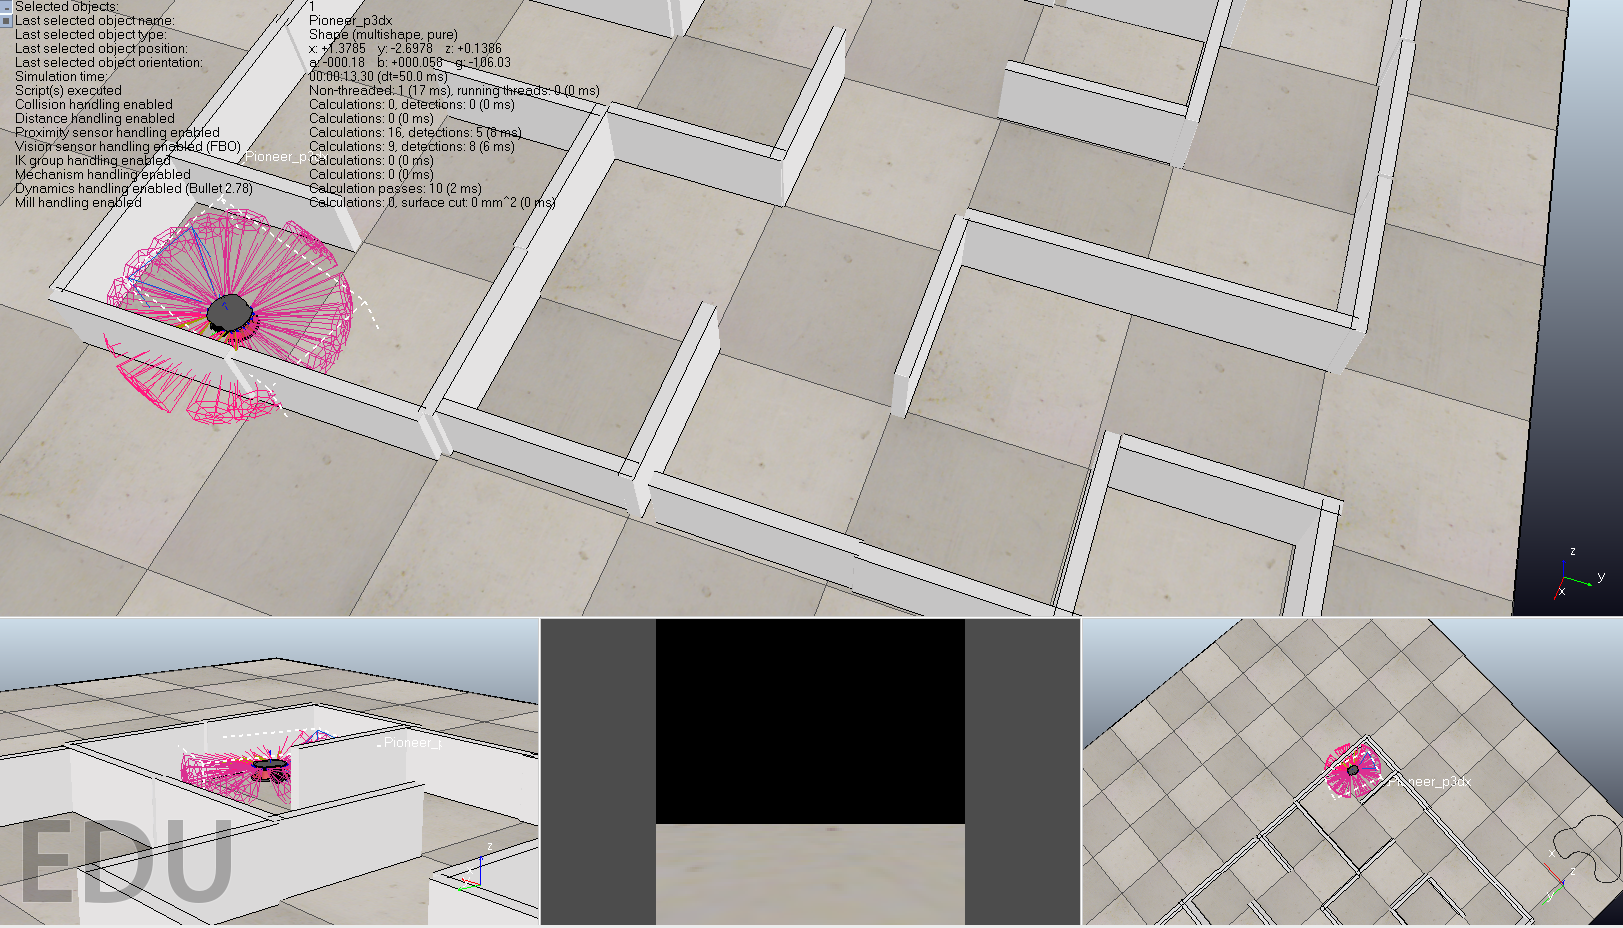 Selected objects: 1
Last selected object name: Pioneer_p3dx
Last selected object type: Shape (multishape, pure)
Last selected object position: x: +1.3785 y: -2.6978 z: +0.1386
Last selected object orientation: a: -000.18 b: +000.058 g: -106.03
Simulation time: 00:00:13.30 (dt=50.0 ms)
Script(s) executed Non-threaded: 1 (17 ms), running threads: 0 (0 ms)
Collision handling enabled Calculations: 0, detections: 0 (0 ms)
Distance handling enabled Calculations: 0 (0 ms)
Proximity sensor handling enabled Calculations: 16, detections: 5 (8 ms)
Vision sensor handling enabled (FBO) Calculations: 9, detections: 8 (6 ms)
IK group handling enabled Calculations: 0 (0 ms)
Mechanism handling enabled Calculations: 0 (0 ms)
Dynamics handling enabled (Bullet 2.78) Calculation passes: 10 (2 ms)
Mill handling enabled Calculations: 0, surface cut: 0 mm^2 (0 ms)
z
y
x
EDU
z
Pioneer_p3dx
x
z
y